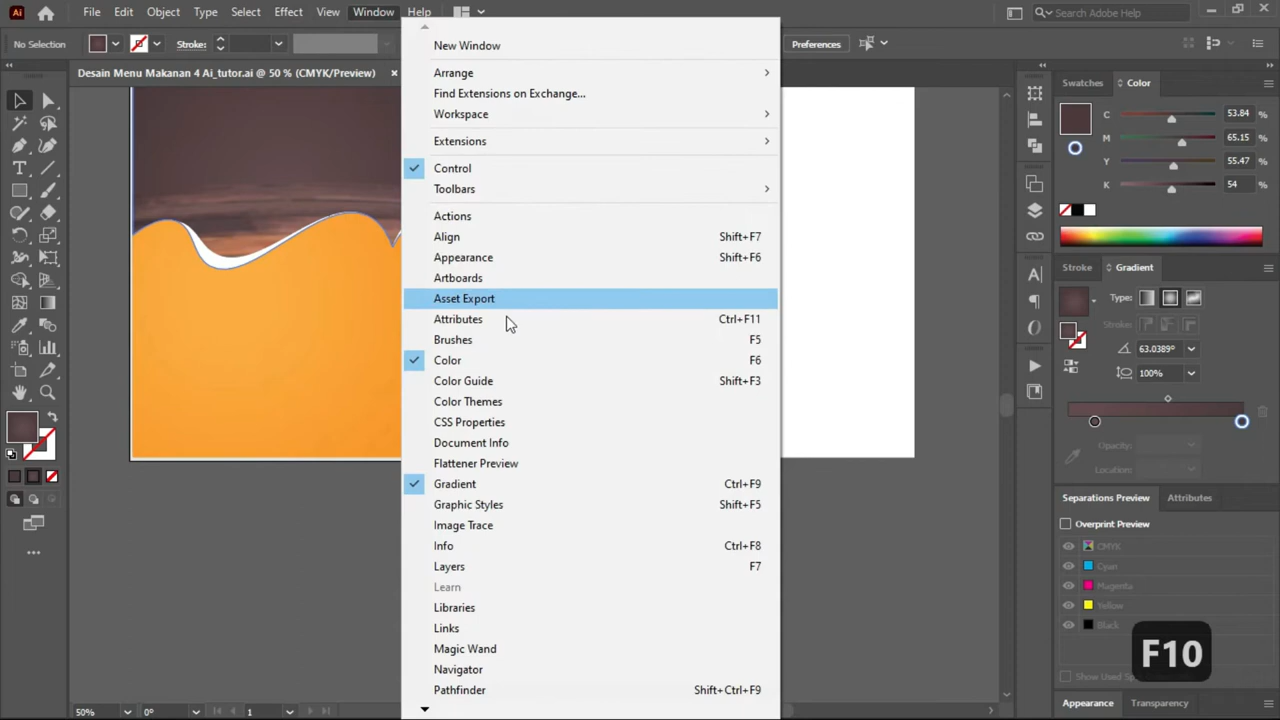 Ai File Edit Object Type Select Effect View Window Help Search Adobe Help
No Selection Stroke: Preferences
Desain Menu Makanan 4 Ai_tutor.ai @ 50 % (CMYK/Preview) ×
New Window
Arrange
Find Extensions on Exchange...
Workspace
Extensions
Control
Toolbars
Actions
Align Shift+F7
Appearance Shift+F6
Artboards
Asset Export
Attributes Ctrl+F11
Brushes F5
Color F6
Color Guide Shift+F3
Color Themes
CSS Properties
Document Info
Flattener Preview
Gradient Ctrl+F9
Graphic Styles Shift+F5
Image Trace
Info Ctrl+F8
Layers F7
Learn
Libraries
Links
Magic Wand
Navigator
Pathfinder Shift+Ctrl+F9
Swatches Color
C 53.84 %
M 65.15 %
Y 55.47 %
K 54 %
Stroke Gradient
Type:
Stroke:
63.0389°
100%
Opacity:
Location:
Separations Preview Attributes
Overprint Preview
CMYK
Cyan
Magenta
Yellow
Black
F10
Appearance Transparency
50% 0° 1